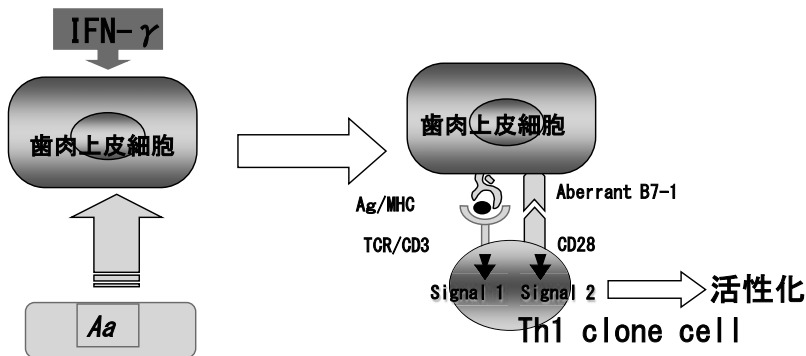 IFN-γ
歯肉上皮細胞
Aa
歯肉上皮細胞
Ag/MHC
Aberrant B7-1
TCR/CD3
CD28
Signal 1
Signal 2
活性化
Th1 clone cell